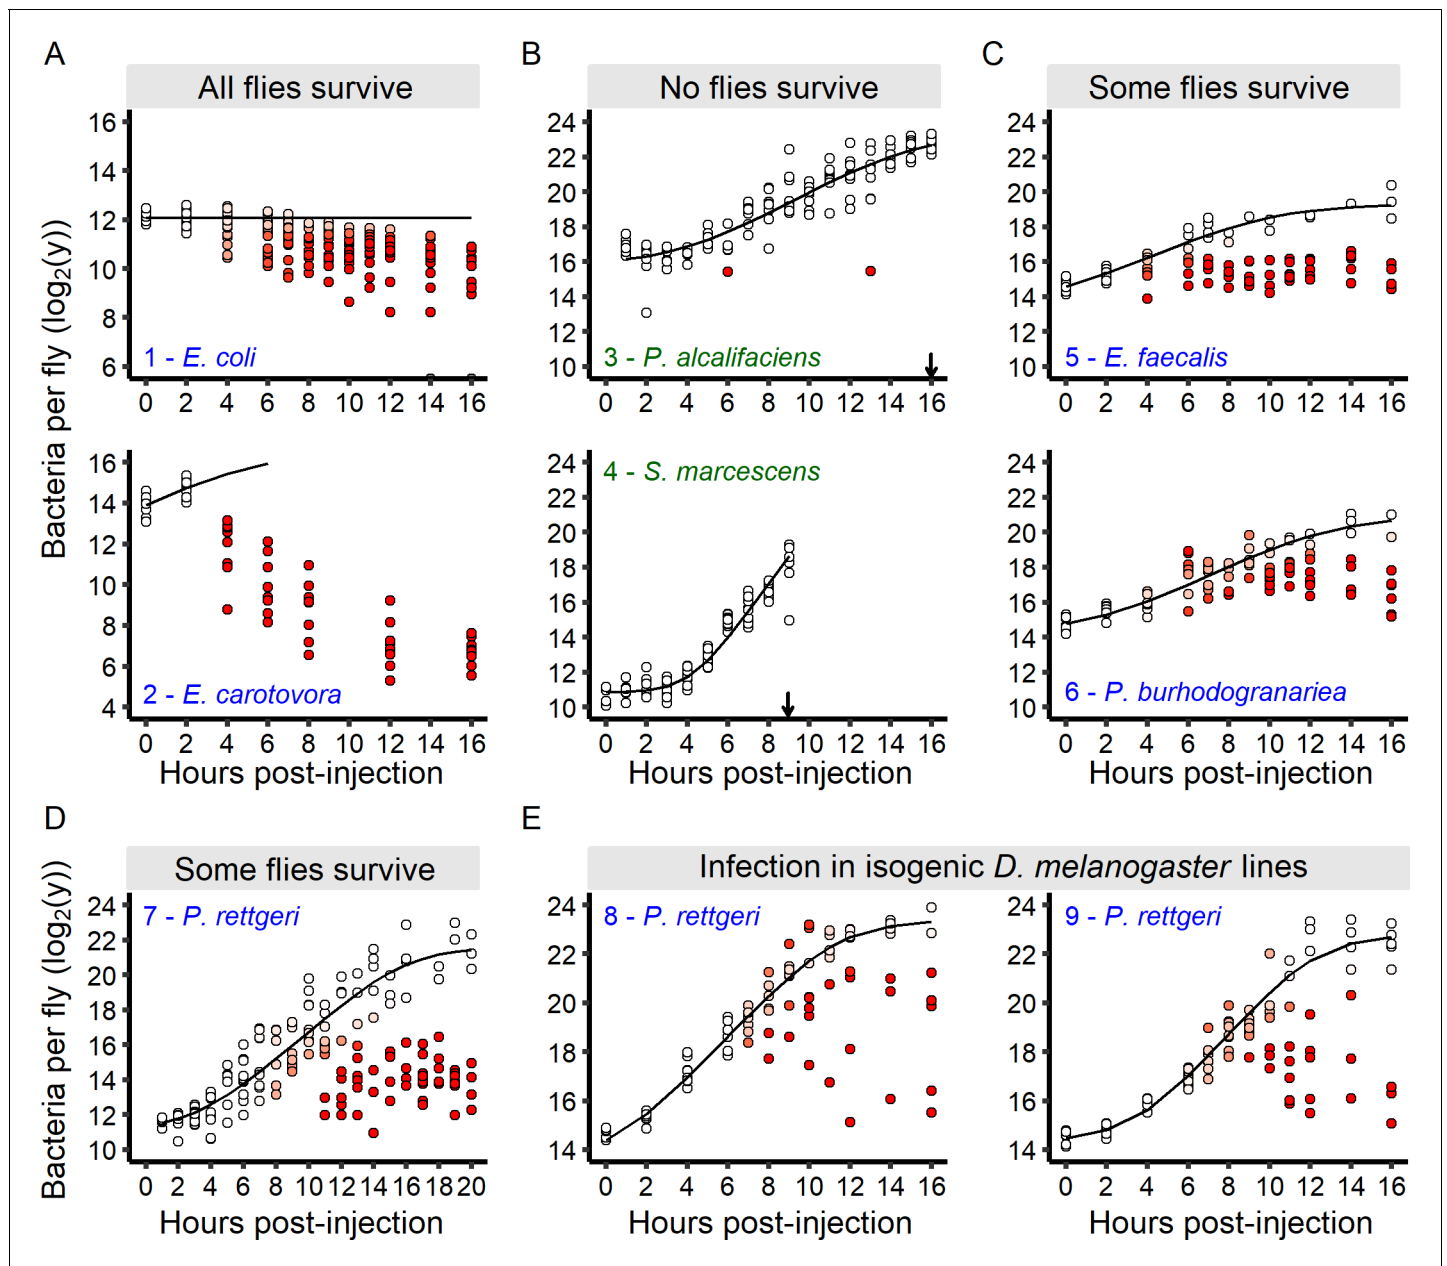 A
B
C
All flies survive
No flies survive
Some flies survive
Bacteria per fly (log2(y))
16
14
12
10
8
6
1 - E. coli
0 2 4 6 8 10 12 14 16
24
22
20
18
16
14
12
10
3 - P. alcalifaciens
0 2 4 6 8 10 12 14 16
24
22
20
18
16
14
12
10
5 - E. faecalis
0 2 4 6 8 10 12 14 16
16
14
12
10
8
6
4
2 - E. carotovora
0 2 4 6 8 10 12 14 16
Hours post-injection
24
22
20
18
16
14
12
10
4 - S. marcescens
0 2 4 6 8 10 12 14 16
Hours post-injection
24
22
20
18
16
14
12
10
6 - P. burhodogranariea
0 2 4 6 8 10 12 14 16
Hours post-injection
D
E
Some flies survive
Infection in isogenic D. melanogaster lines
Bacteria per fly (log2(y))
24
22
20
18
16
14
12
10
7 - P. rettgeri
0 2 4 6 8 10 12 14 16 18 20
Hours post-injection
24
22
20
18
16
14
8 - P. rettgeri
0 2 4 6 8 10 12 14 16
Hours post-injection
24
22
20
18
16
14
9 - P. rettgeri
0 2 4 6 8 10 12 14 16
Hours post-injection